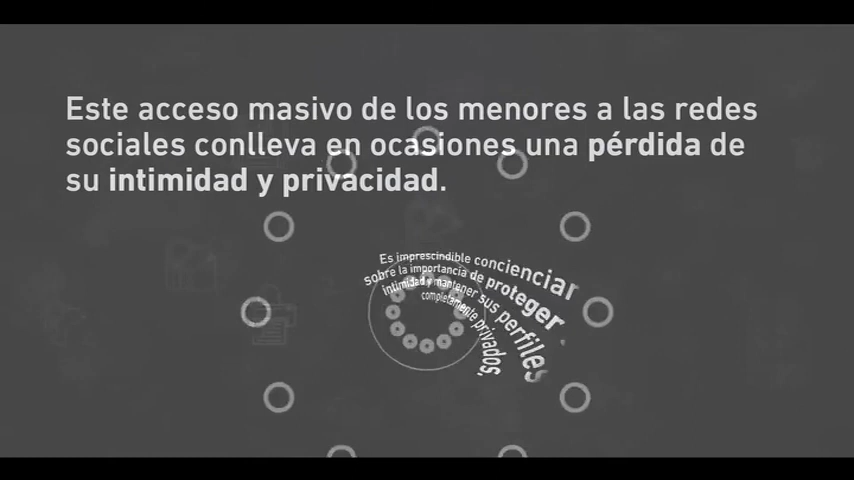 Este acceso masivo de los menores a las redes
sociales conlleva en ocasiones una pérdida de
su intimidad y privacidad.
Es imprescindible concienciar
sobre la importancia de proteger
intimidad y mantener sus perfiles
completamente privados.